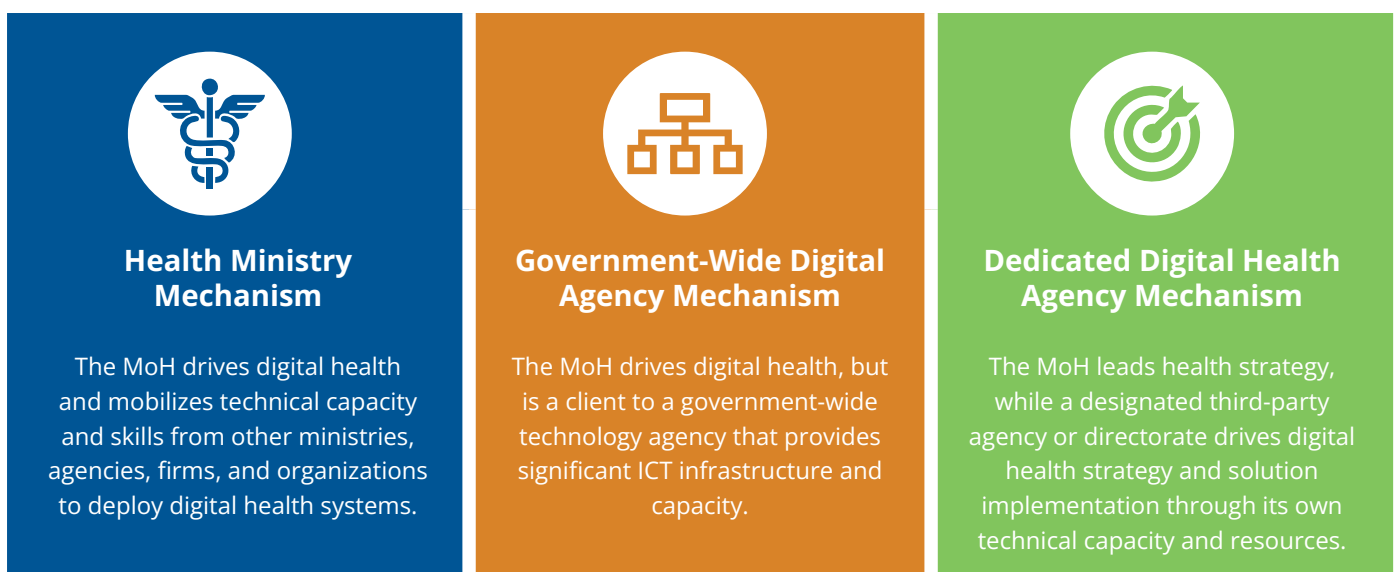 Health Ministry
Mechanism
The MoH drives digital health
and mobilizes technical capacity
and skills from other ministries,
agencies, firms, and organizations
to deploy digital health systems.
Government-Wide Digital
Agency Mechanism
The MoH drives digital health, but
is a client to a government-wide
technology agency that provides
significant ICT infrastructure and
capacity.
Dedicated Digital Health
Agency Mechanism
The MoH leads health strategy,
while a designated third-party
agency or directorate drives digital
health strategy and solution
implementation through its own
technical capacity and resources.